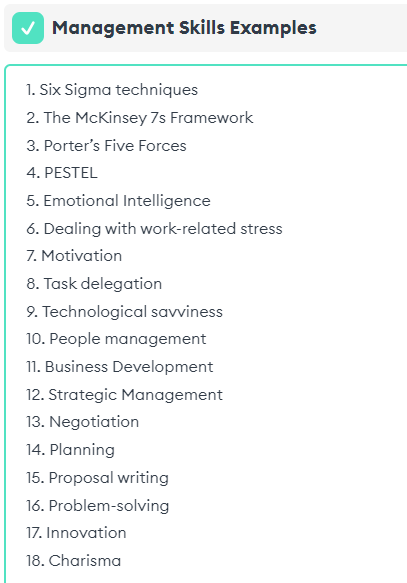 Management Skills Examples
1. Six Sigma techniques
2. The McKinsey 7s Framework
3. Porter’s Five Forces
4. PESTEL
5. Emotional Intelligence
6. Dealing with work-related stress
7. Motivation
8. Task delegation
9. Technological savviness
10. People management
11. Business Development
12. Strategic Management
13. Negotiation
14. Planning
15. Proposal writing
16. Problem-solving
17. Innovation
18. Charisma